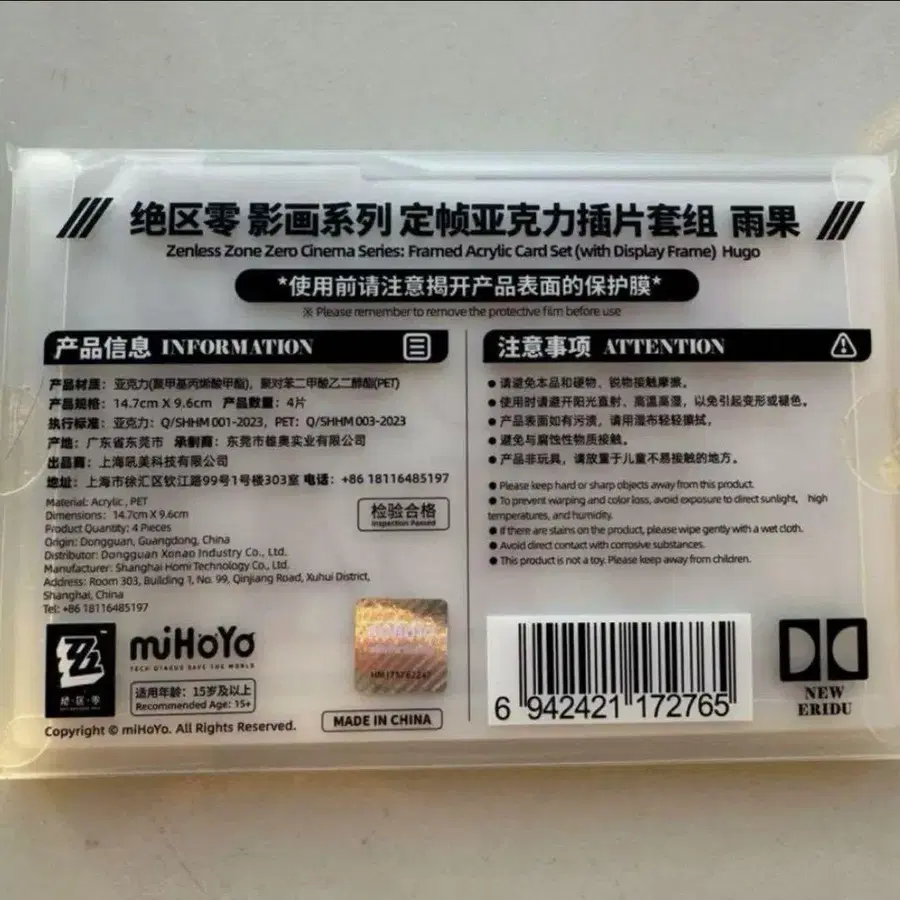 绝区零 影画系列 定帧亚克力插片套组 雨果
Zenless Zone Zero Cinema Series: Framed Acrylic Card Set (with Display Frame) Hugo
*使用前请注意揭开产品表面的保护膜*
※ Please remember to remove the protective film before use
产品信息 INFORMATION
产品材质：亚克力(聚甲基丙烯酸甲酯)，聚对苯二甲酸乙二醇酯(PET)
产品规格：14.7cm X 9.6cm 产品数量：4片
执行标准：亚克力：Q/SHHM 001-2023，PET：Q/SHHM 003-2023
产地：广东省东莞市 承制商：东莞市雄奥实业有限公司
出品商：上海吼美科技有限公司
地址：上海市徐汇区钦江路99号1号楼303室 电话：+86 18116485197
Material: Acrylic , PET
Dimensions: 14.7cm X 9.6cm
Product Quantity: 4 Pieces
Origin: Dongguan, Guangdong, China
Distributor: Dongguan Xonao Industry Co., Ltd.
Manufacturer: Shanghai Homi Technology Co., Ltd.
Address: Room 303, Building 1, No. 99, Qinjiang Road, Xuhui District,
Shanghai, China
Tel: +86 18116485197
检验合格
Inspection Passed
绝·区·零
miHoYo
TECH OTAKUS SAVE THE WORLD
适用年龄：15岁及以上
Recommended Age: 15+
miHoYo
MADE IN CHINA
Copyright © miHoYo. All Rights Reserved.
注意事项 ATTENTION
● 请避免本品和硬物、锐物接触摩擦。
● 使用时请避开阳光直射、高温高湿，以免引起变形或褪色。
● 产品表面如有污渍，请用湿布轻轻擦拭，
● 避免与腐蚀性物质接触。
● 产品非玩具，请放置于儿童不易接触的地方。
● Please keep hard or sharp objects away from this product.
● To prevent warping and color loss, avoid exposure to direct sunlight, high
temperatures, and humidity.
● If there are stains on the product, please wipe gently with a wet cloth.
● Avoid direct contact with corrosive substances.
● This product is not a toy. Please keep away from children.
6 942421 172765
NEW
ERIDU